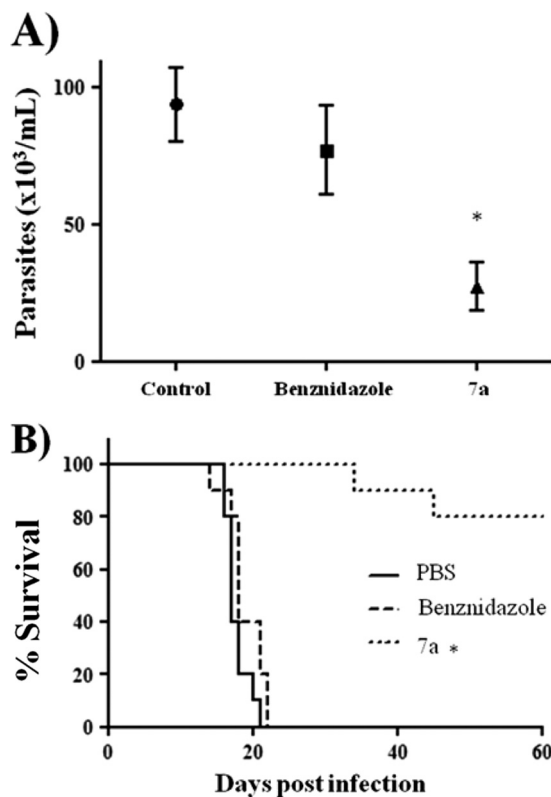 A)
Parasites (x10³/mL)
100
50
0
*
Control Benznidazole 7a
B)
% Survival
100
80
60
40
20
0
PBS
Benznidazole
7a *
0 20 40 60
Days post infection